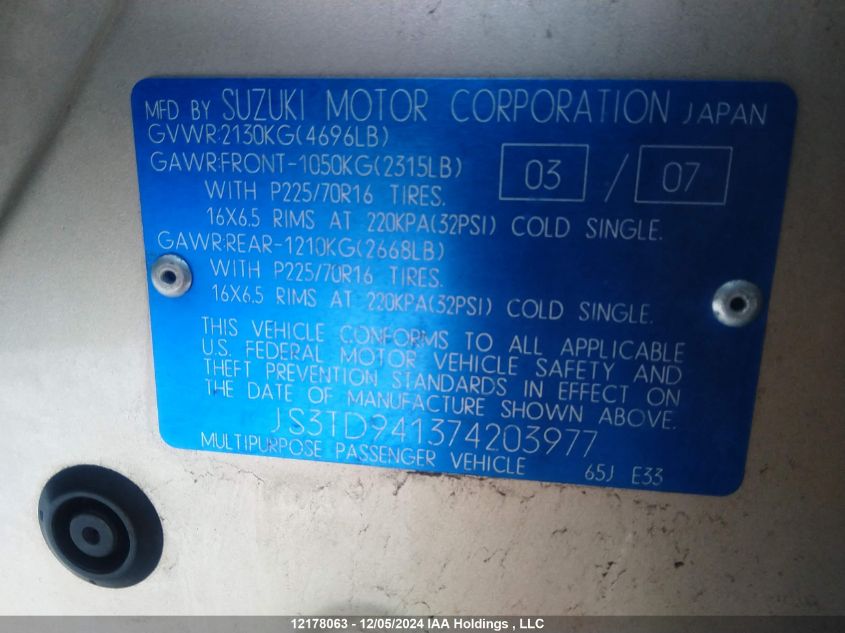 MFD BY SUZUKI MOTOR CORPORATION JAPAN
GVWR:2130KG(4696LB)
GAWR:FRONT-1050KG(2315LB) 03 / 07
WITH P225/70R16 TIRES.
16X6.5 RIMS AT 220KPA(32PSI) COLD SINGLE.
GAWR:REAR-1210KG(2668LB)
WITH P225/70R16 TIRES.
16X6.5 RIMS AT 220KPA(32PSI) COLD SINGLE.
THIS VEHICLE CONFORMS TO ALL APPLICABLE
U.S. FEDERAL MOTOR VEHICLE SAFETY AND
THEFT PREVENTION STANDARDS IN EFFECT ON
THE DATE OF MANUFACTURE SHOWN ABOVE.
JS3TD941374203977
MULTIPURPOSE PASSENGER VEHICLE 65J E33
12178063 - 12/05/2024 IAA Holdings , LLC